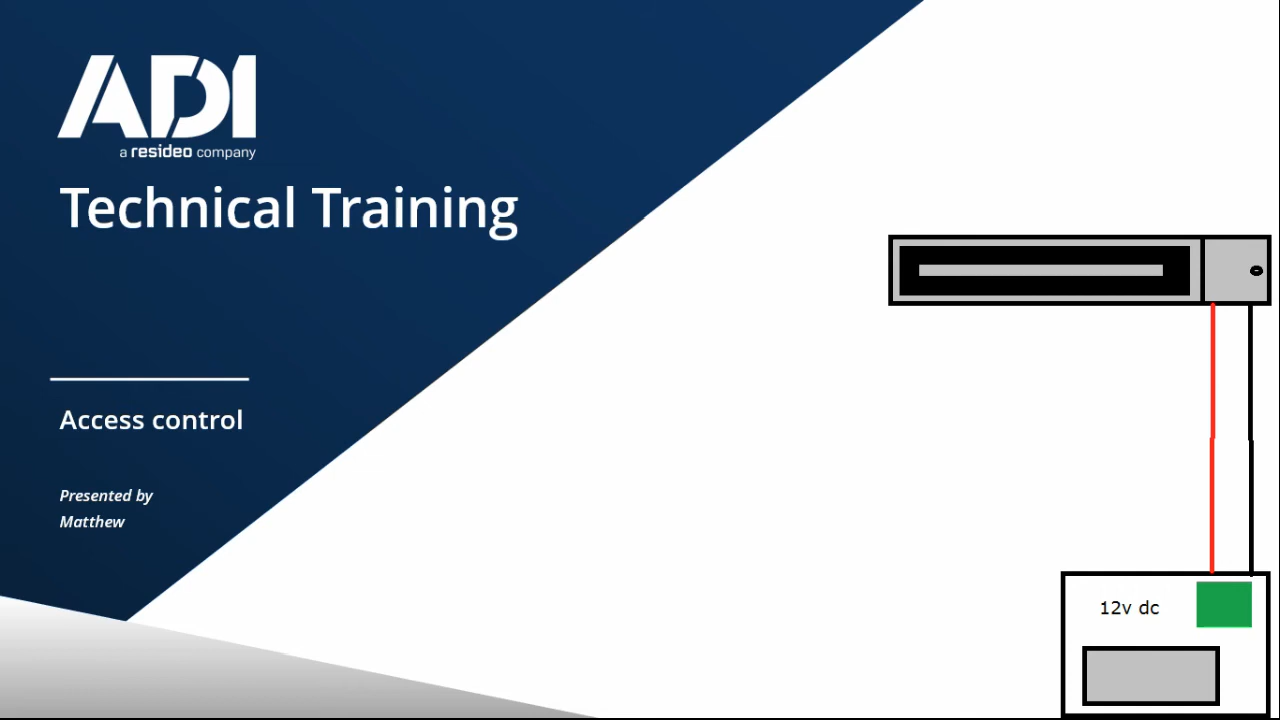 ADI
a resideo company
Technical Training
Access control
Presented by
Matthew
12v dc